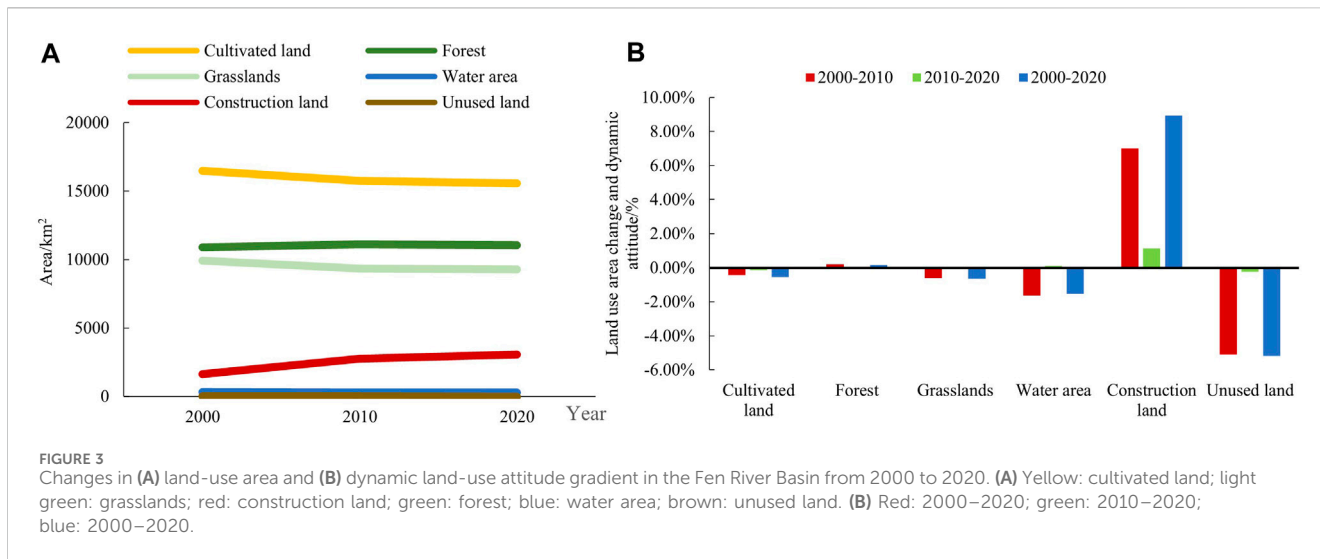 A
Cultivated land
Forest
Grasslands
Water area
Construction land
Unused land
20000
15000
10000
5000
0
Area/km²
2000
2010
2020
Year
B
2000-2010
2010-2020
2000-2020
Land use area change and dynamic
attitude/%
10.00%
8.00%
6.00%
4.00%
2.00%
0.00%
-2.00%
-4.00%
-6.00%
Cultivated
land
Forest
Grasslands
Water area
Construction
land
Unused land
FIGURE 3
Changes in (A) land-use area and (B) dynamic land-use attitude gradient in the Fen River Basin from 2000 to 2020. (A) Yellow: cultivated land; light
green: grasslands; red: construction land; green: forest; blue: water area; brown: unused land. (B) Red: 2000–2020; green: 2010–2020;
blue: 2000–2020.